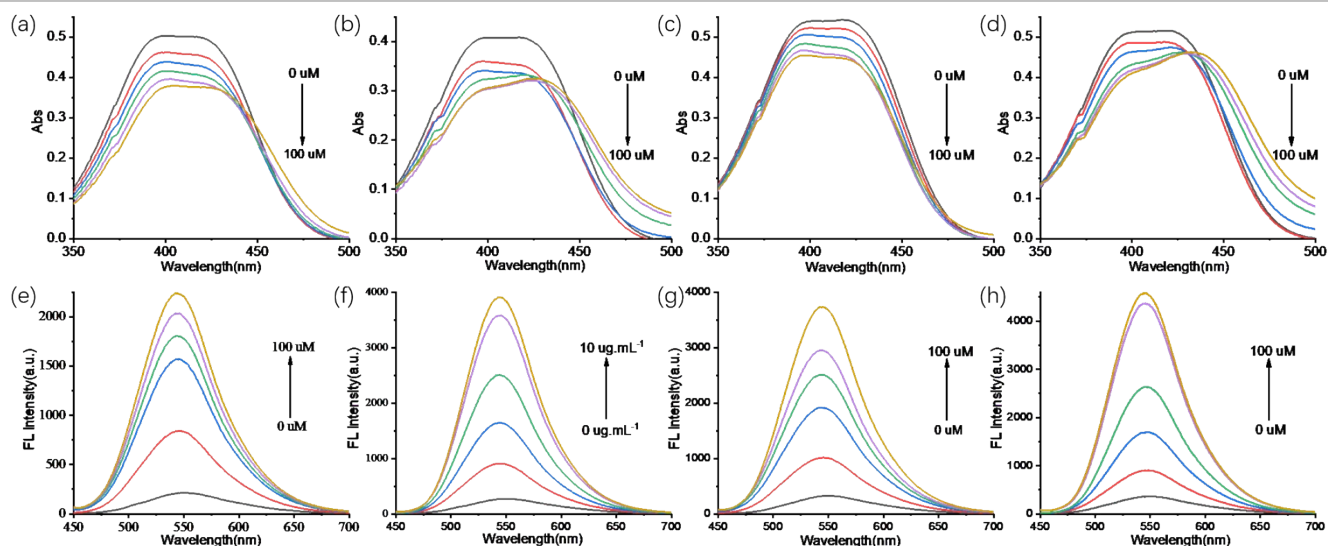 (a)
0.5
0.4
0.3
0.2
0.1
0.0
Abs
0 uM
100 uM
350 400 450 500
Wavelength(nm)
(b)
0.4
0.3
0.2
0.1
0.0
Abs
0 uM
100 uM
350 400 450 500
Wavelength(nm)
(c)
0.5
0.4
0.3
0.2
0.1
0.0
Abs
0 uM
100 uM
350 400 450 500
Wavelength(nm)
(d)
0.5
0.4
0.3
0.2
0.1
0.0
Abs
0 uM
100 uM
350 400 450 500
Wavelength(nm)
(e)
2000
1500
1000
500
0
FL Intensity(a.u.)
100 uM
0 uM
450 500 550 600 650 700
Wavelength(nm)
(f)
4000
3000
2000
1000
0
FL Intensity(a.u.)
10 ug.mL⁻¹
0 ug.mL⁻¹
450 500 550 600 650 700
Wavelength(nm)
(g)
4000
3000
2000
1000
0
FL Intensity(a.u.)
100 uM
0 uM
450 500 550 600 650 700
Wavelength(nm)
(h)
4000
3000
2000
1000
0
FL Intensity(a.u.)
100 uM
0 uM
450 500 550 600 650 700
Wavelength(nm)